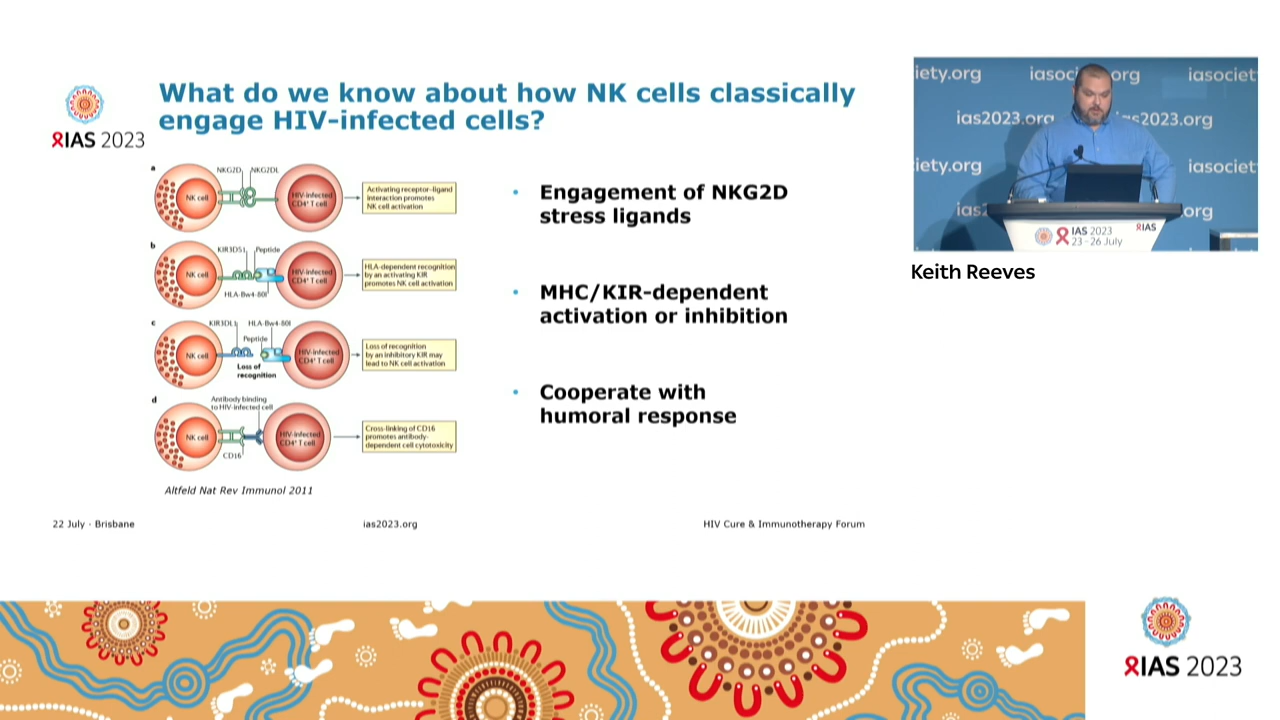 What do we know about how NK cells classically
engage HIV-infected cells?
IAS 2023
a
NKG2D
NKG2DL
NK cell
HIV-infected
CD4+ T cell
Activating receptor–ligand
interaction promotes
NK cell activation
b
KIR3DS1
Peptide
NK cell
HLA-Bw4-80I
HIV-infected
CD4+ T cell
HLA-dependent recognition
by an activating KIR
promotes NK cell activation
c
KIR3DL1
HLA-Bw4-80I
Peptide
NK cell
Loss of
recognition
HIV-infected
CD4+ T cell
Loss of recognition
by an inhibitory KIR may
lead to NK cell activation
d
Antibody binding
to HIV-infected cell
NK cell
CD16
HIV-infected
CD4+ T cell
Cross-linking of CD16
promotes antibody-
dependent cell cytotoxicity
Altfeld Nat Rev Immunol 2011
• Engagement of NKG2D
stress ligands
• MHC/KIR-dependent
activation or inhibition
• Cooperate with
humoral response
22 July · Brisbane
ias2023.org
HIV Cure & Immunotherapy Forum
iety.org
iasoci
org
iasociet
ias2023.org
s2023.org
iety.org
iasociet
ias2
.org
IAS 2023
23 - 26 July
IAS
Keith Reeves
IAS 2023